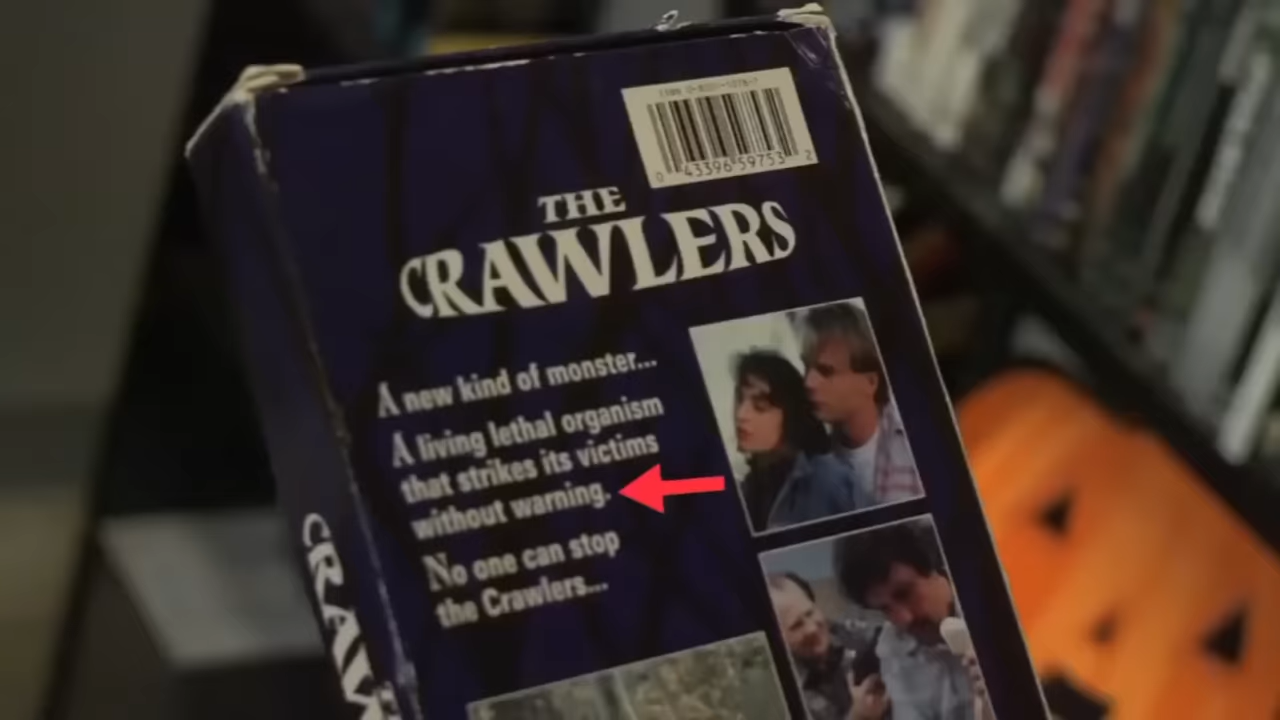 0 43396 59753 2
THE
CRAWLERS
A new kind of monster...
A living lethal organism
that strikes its victims
without warning.
No one can stop
the Crawlers...
CRAW